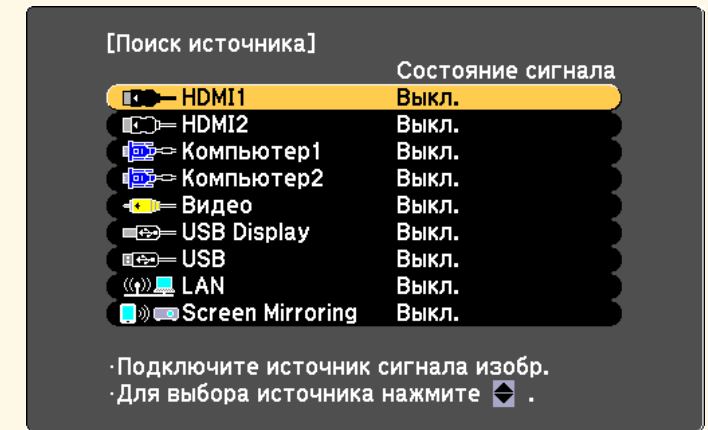 [Поиск источника]
Состояние сигнала
HDMI1 Выкл.
HDMI2 Выкл.
Компьютер1 Выкл.
Компьютер2 Выкл.
Видео Выкл.
USB Display Выкл.
USB Выкл.
LAN Выкл.
Screen Mirroring Выкл.
·Подключите источник сигнала изобр.
·Для выбора источника нажмите .